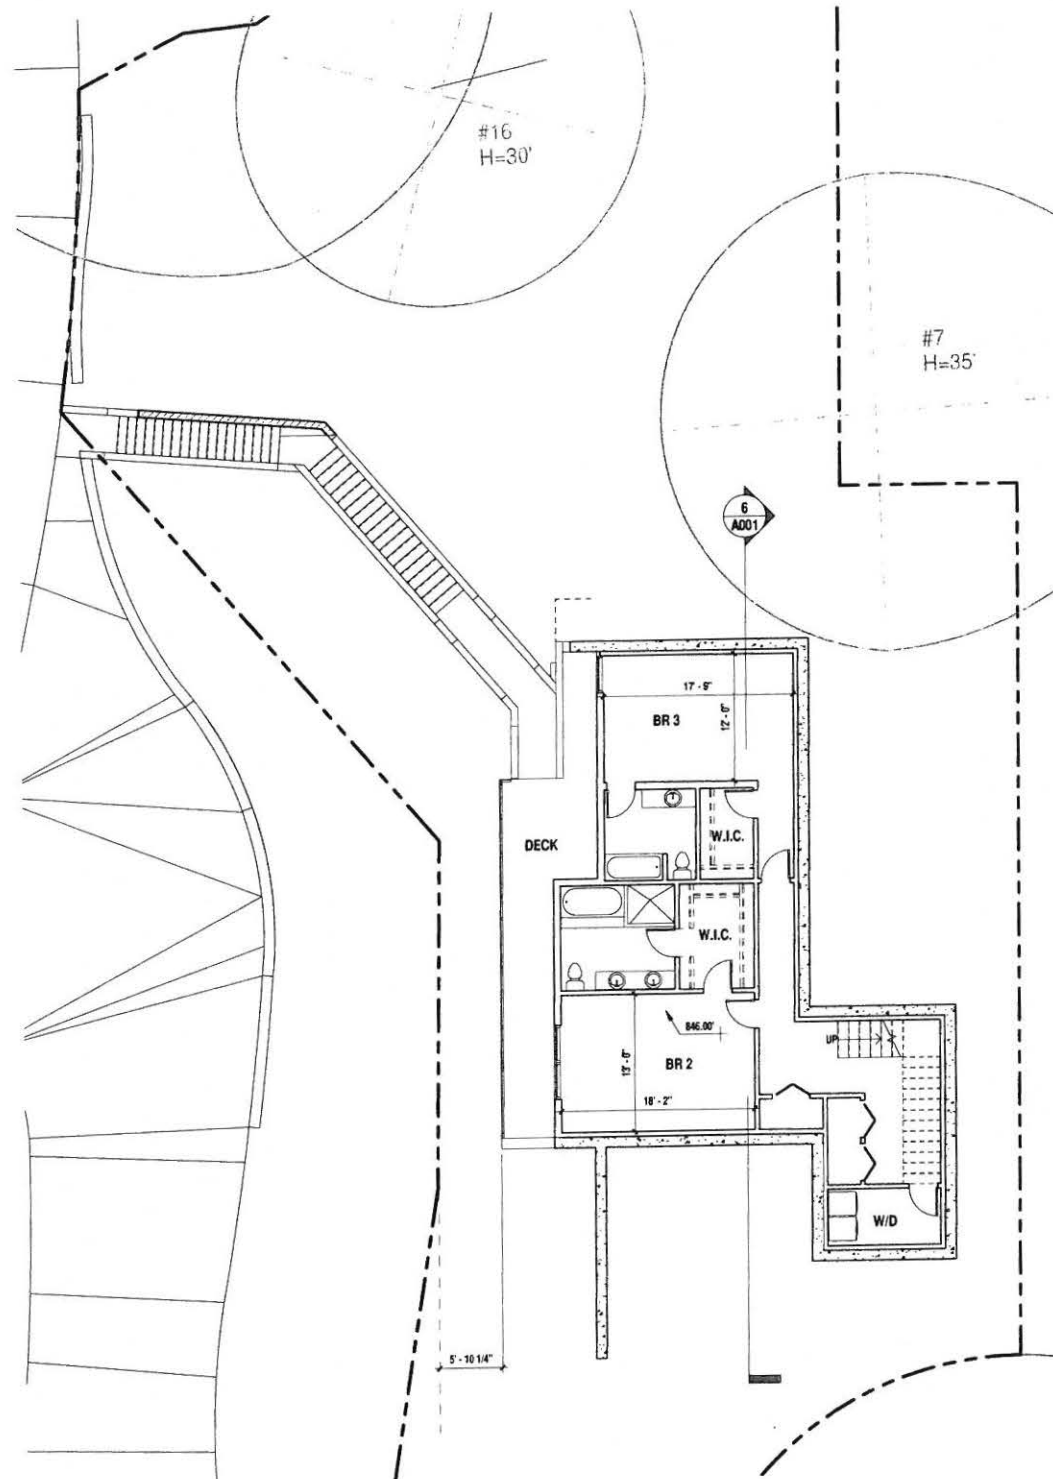 #16
H=30'
#7
H=35'
6
A001
17' - 9"
BR 3
12' - 0"
W.I.C.
DECK
W.I.C.
846.00'
UP
13' - 0"
BR 2
18' - 2"
W/D
5' - 10 1/4"